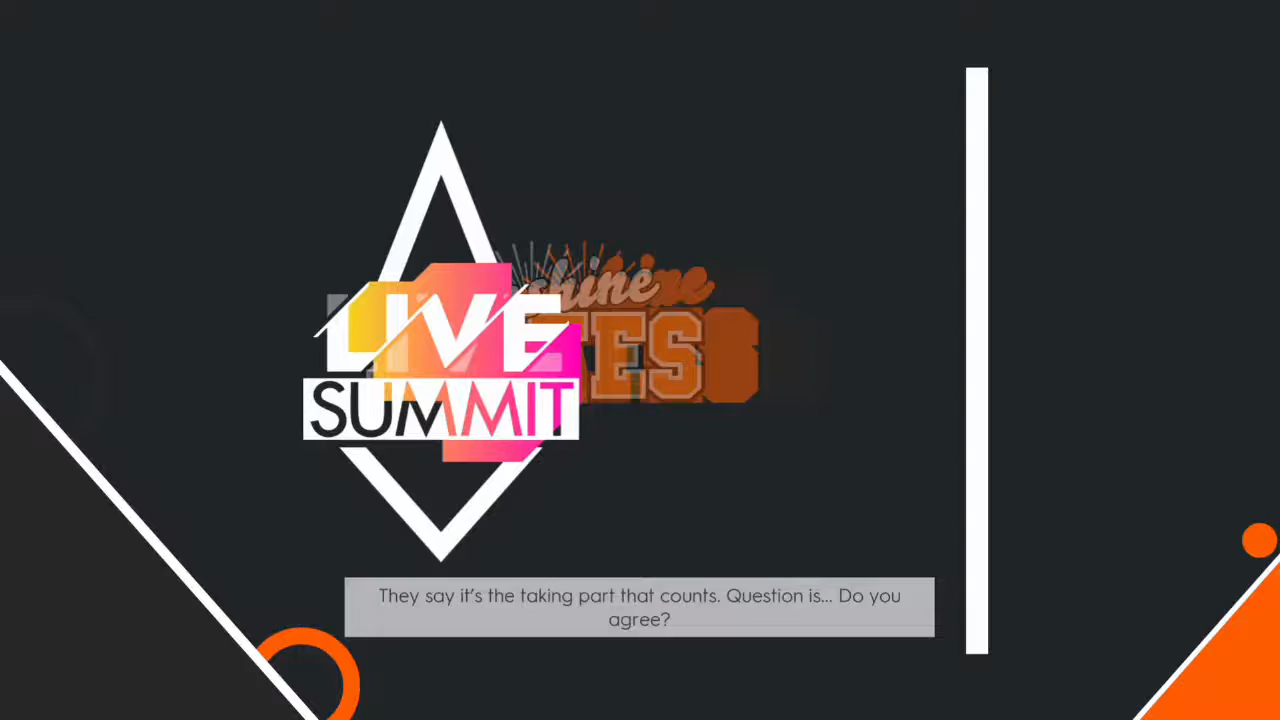 LIVE
SUMMIT
They say it's the taking part that counts. Question is... Do you
agree?